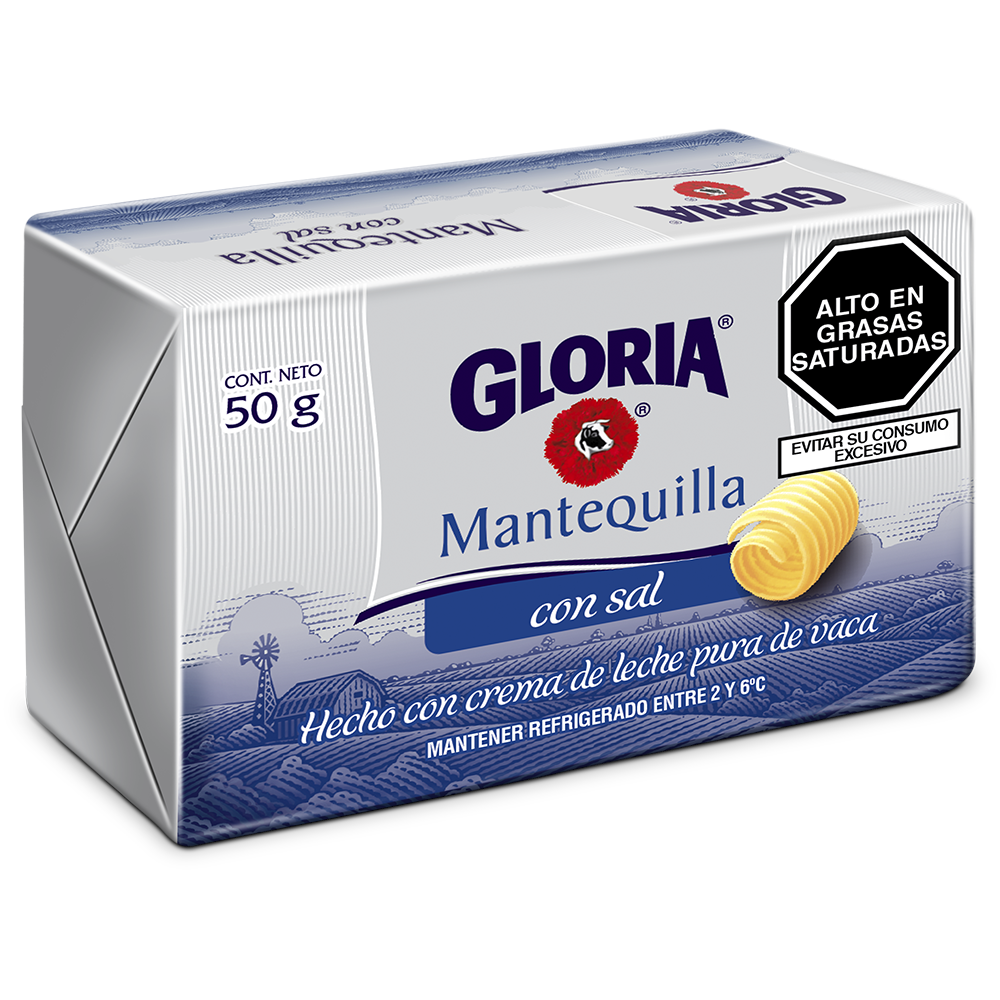 Mantequilla
con sal
GLORIA®
CONT. NETO
50 g
GLORIA®
®
Mantequilla
con sal
Hecho con crema de leche pura de vaca
MANTENER REFRIGERADO ENTRE 2 Y 6ºC
ALTO EN
GRASAS
SATURADAS
EVITAR SU CONSUMO
EXCESIVO